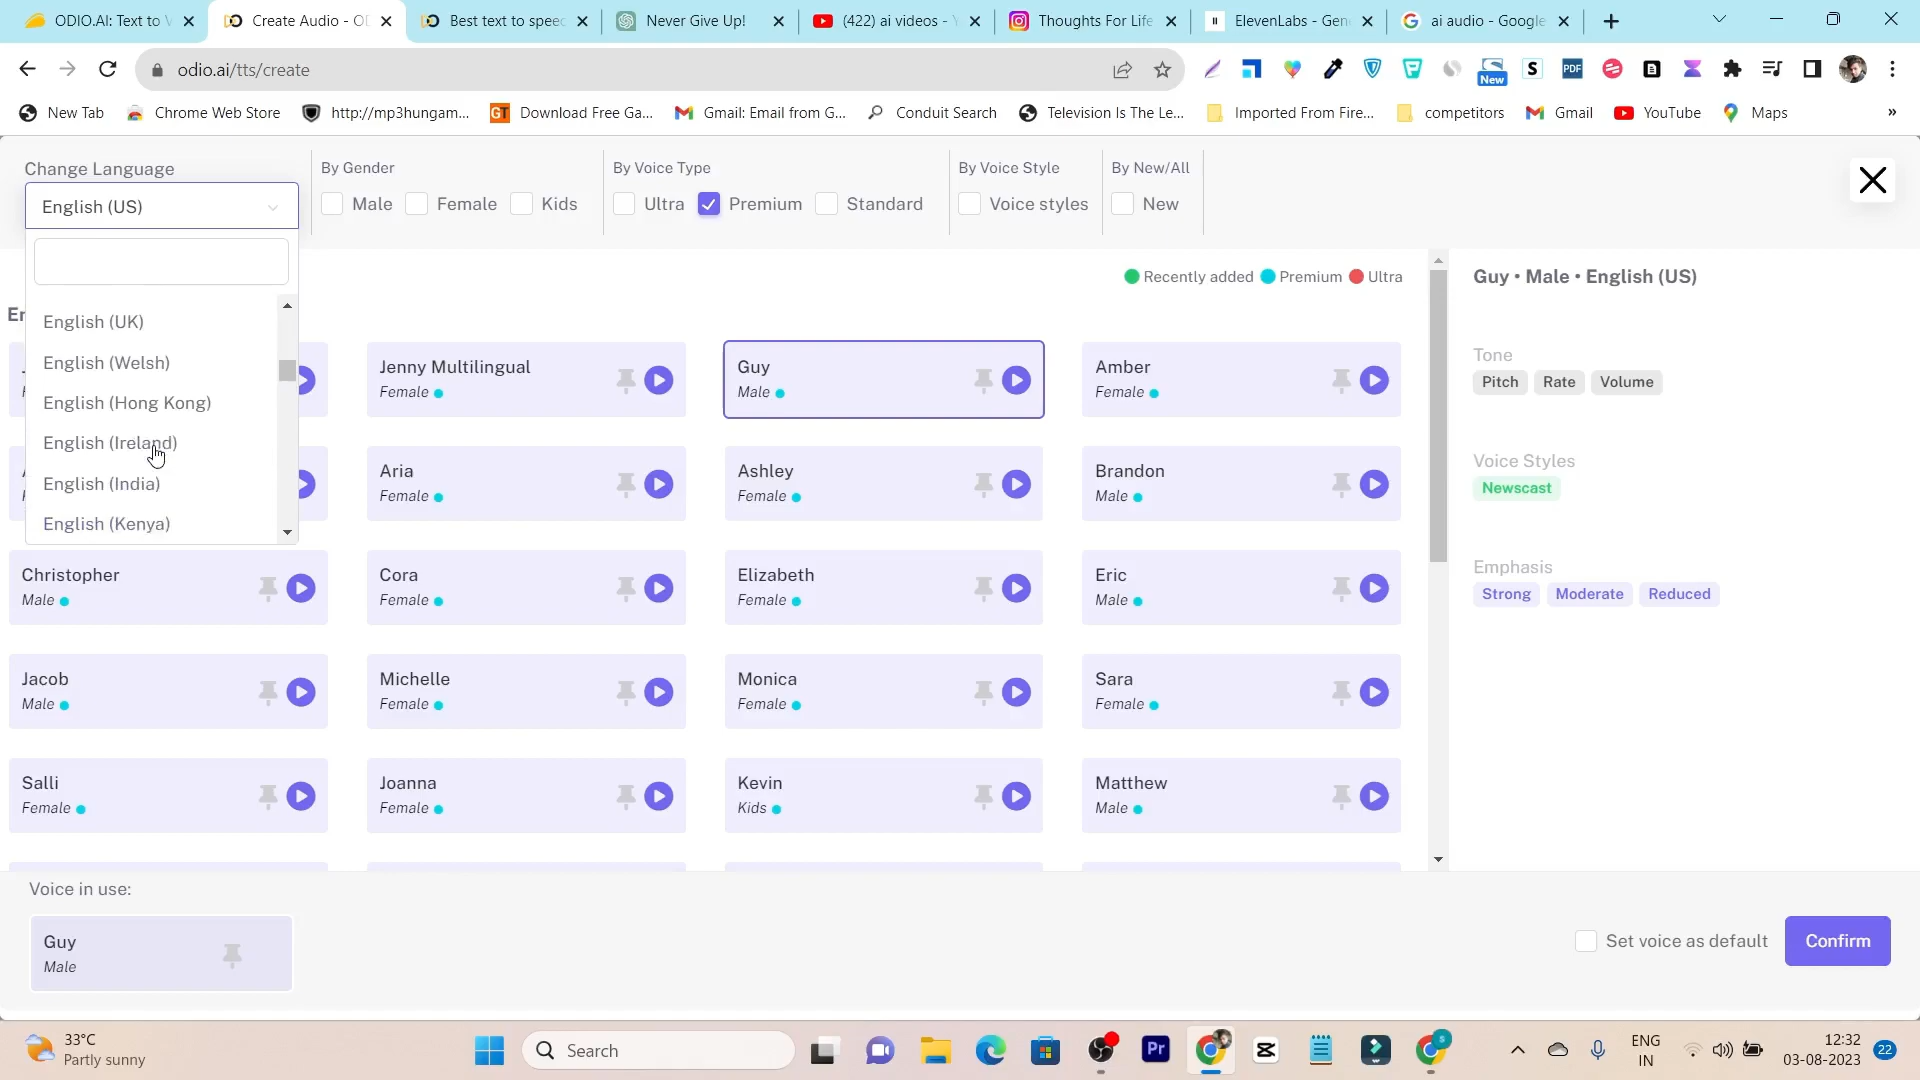 ODIO.AI: Text to V
Create Audio - OD
Best text to speec
Never Give Up!
(422) ai videos - Y
Thoughts For Life
ElevenLabs - Gene
ai audio - Google
odio.ai/tts/create
New
PDF
New Tab
Chrome Web Store
http://mp3hungam...
GT
Download Free Ga...
Gmail: Email from G...
Conduit Search
Television Is The Le...
Imported From Fire...
competitors
Gmail
YouTube
Maps
»
Change Language
By Gender
By Voice Type
By Voice Style
By New/All
English (US)
Male
Female
Kids
Ultra
Premium
Standard
Voice styles
New
Recently added
Premium
Ultra
Guy • Male • English (US)
English (UK)
English (Welsh)
English (Hong Kong)
English (Ireland)
English (India)
English (Kenya)
Tone
Pitch
Rate
Volume
Voice Styles
Newscast
Emphasis
Strong
Moderate
Reduced
Jenny Multilingual
Female
Guy
Male
Amber
Female
Aria
Female
Ashley
Female
Brandon
Male
Christopher
Male
Cora
Female
Elizabeth
Female
Eric
Male
Jacob
Male
Michelle
Female
Monica
Female
Sara
Female
Salli
Female
Joanna
Female
Kevin
Kids
Matthew
Male
Voice in use:
Guy
Male
Set voice as default
Confirm
33°C
Partly sunny
Search
Pr
ENG
IN
12:32
03-08-2023
22